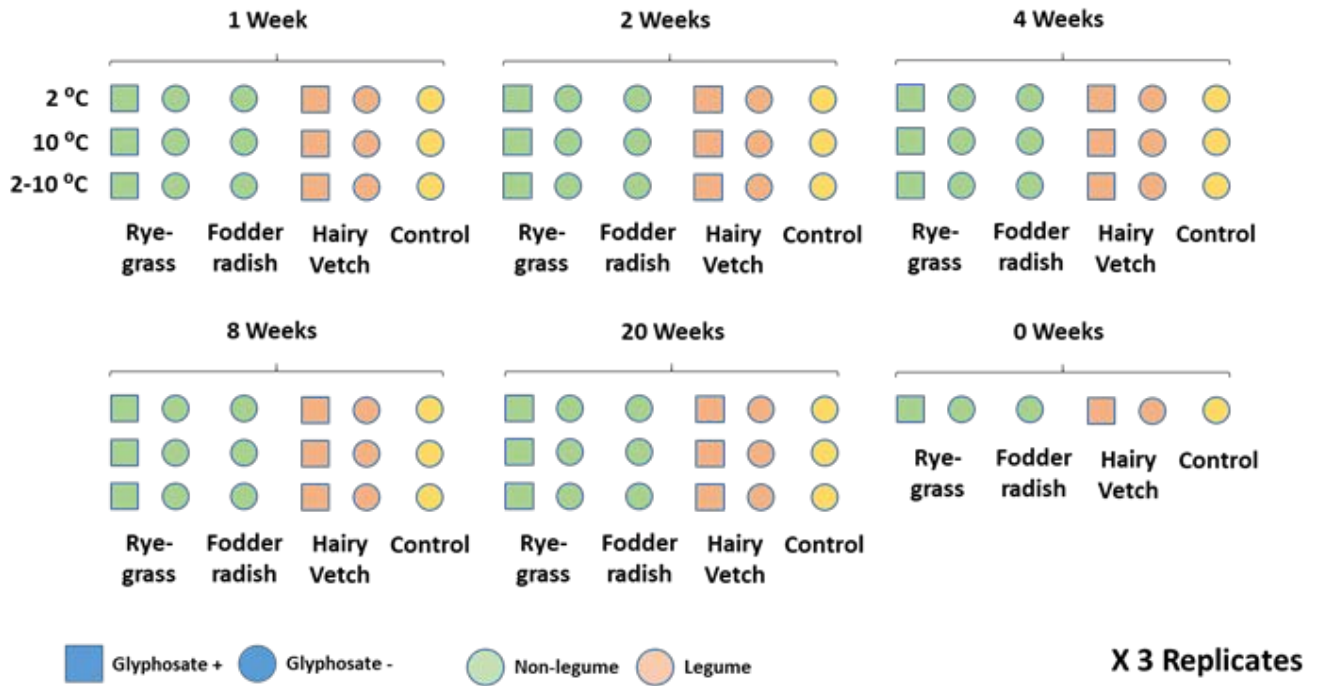 1 Week
2 Weeks
4 Weeks
2 °C
10 °C
2-10 °C
Rye-
grass
Fodder
radish
Hairy
Vetch
Control
Rye-
grass
Fodder
radish
Hairy
Vetch
Control
Rye-
grass
Fodder
radish
Hairy
Vetch
Control
8 Weeks
20 Weeks
0 Weeks
Rye-
grass
Fodder
radish
Hairy
Vetch
Control
Rye-
grass
Fodder
radish
Hairy
Vetch
Control
Rye-
grass
Fodder
radish
Hairy
Vetch
Control
Glyphosate +
Glyphosate -
Non-legume
Legume
X 3 Replicates